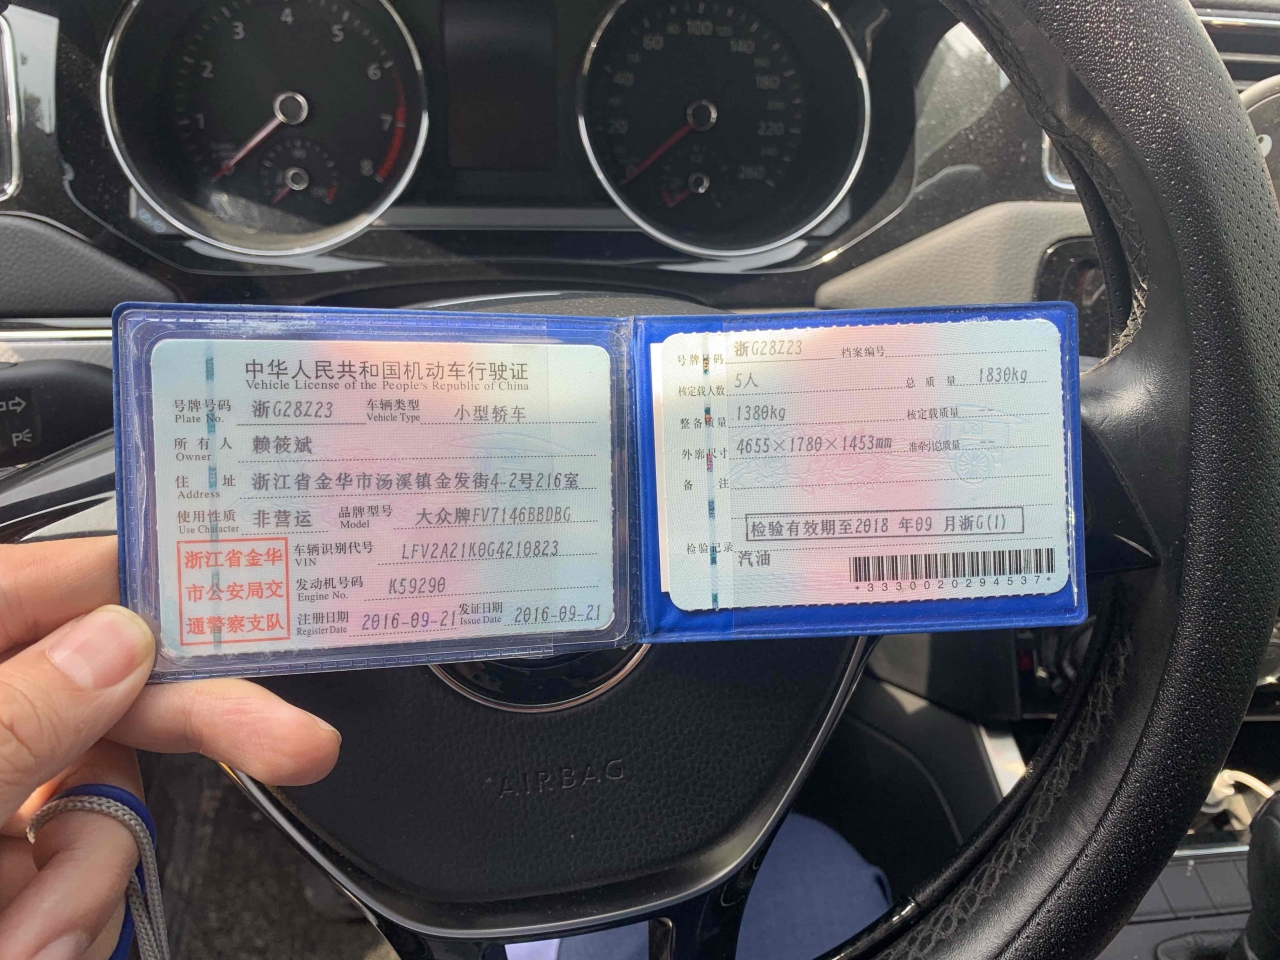 3 4 5
2 6
1 7
8
60 80 100 120 140
40 180
20 220
260
中华人民共和国机动车行驶证
Vehicle License of the People's Republic of China
号牌号码 浙G28Z23 车辆类型 小型轿车
Plate No. Vehicle Type
所有人 赖筱斌
Owner
住址 浙江省金华市汤溪镇金发街4-2号216室
Address
使用性质 非营运 品牌型号 大众牌FV7146BBDBG
Use Character Model
浙江省金华
市公安局交
通警察支队
车辆识别代号 LFV2A21K0G4210823
VIN
发动机号码 K59290
Engine No.
注册日期 2016-09-21 发证日期 2016-09-21
Register Date Issue Date
号牌号码 浙G28Z23 档案编号
核定载人数 5人 总质量 1830kg
整备质量 1380kg 核定载质量 --
外廓尺寸 4655×1780×1453mm 准牵引总质量 --
备注
检验有效期至2018年09月浙G(1)
检验记录
汽油
*3330020294537*
AIRBAG
P